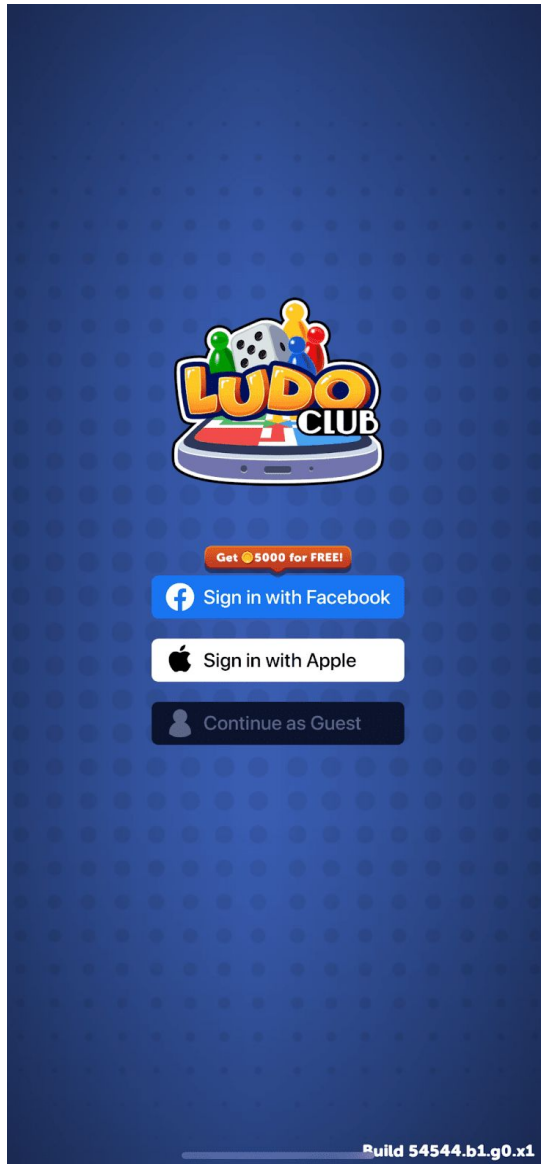 LUDO
CLUB
Get 5000 for FREE!
Sign in with Facebook
Sign in with Apple
Continue as Guest
Build 54544.b1.g0.x1